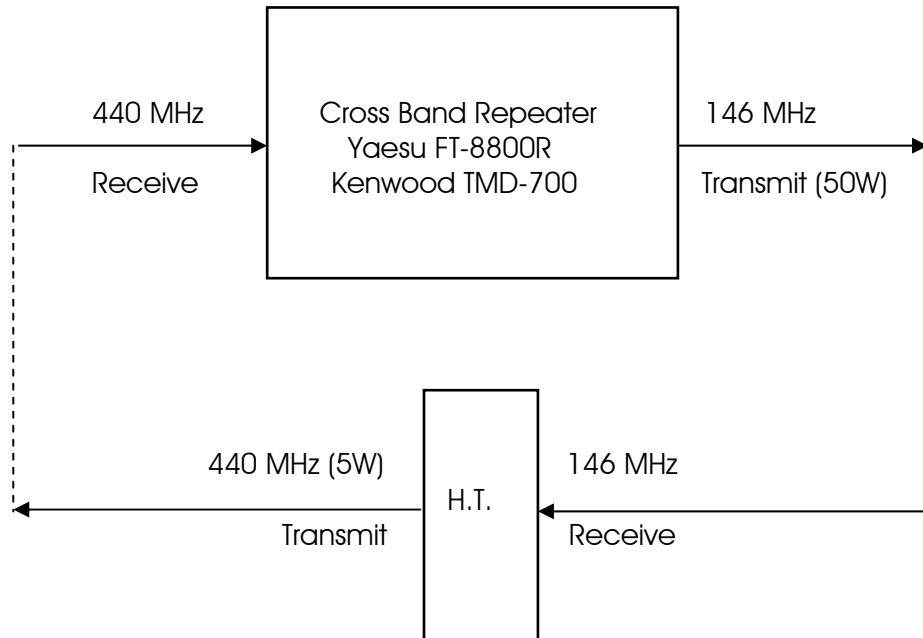 440 MHz
Receive
Cross Band Repeater
Yaesu FT-8800R
Kenwood TMD-700
146 MHz
Transmit (50W)
440 MHz (5W)
Transmit
H.T.
146 MHz
Receive